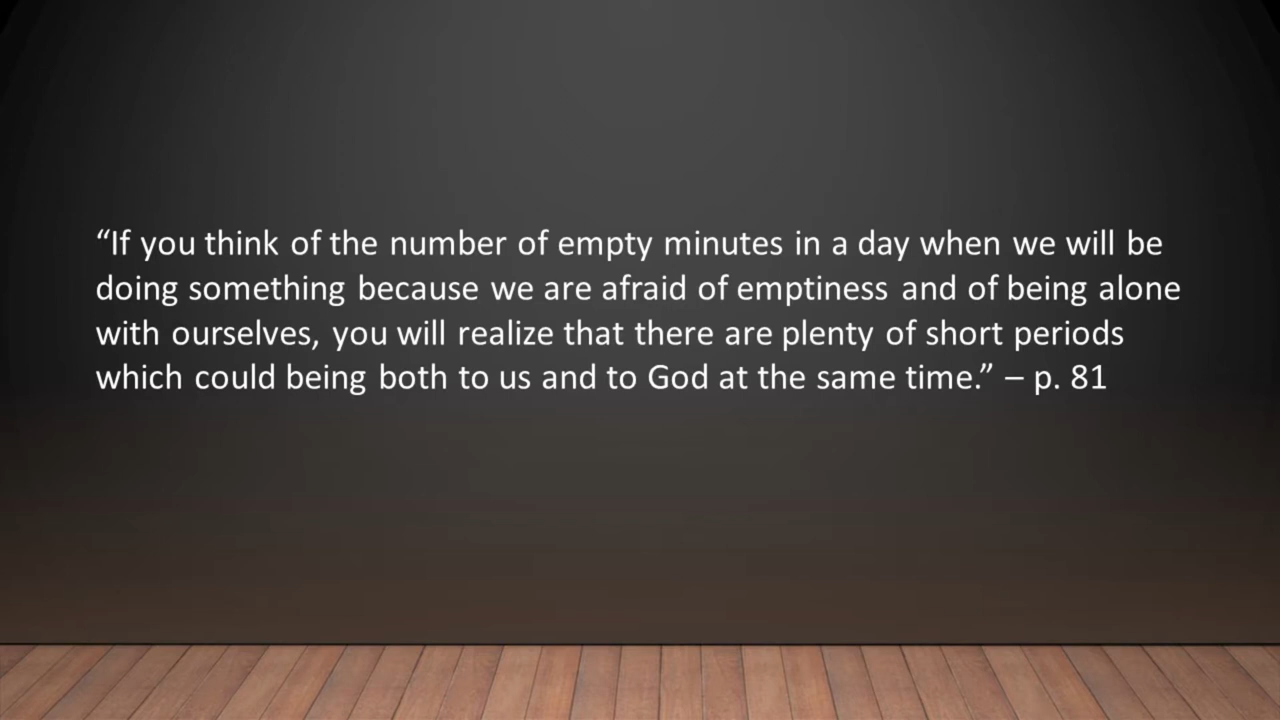 “If you think of the number of empty minutes in a day when we will be
doing something because we are afraid of emptiness and of being alone
with ourselves, you will realize that there are plenty of short periods
which could being both to us and to God at the same time.” – p. 81